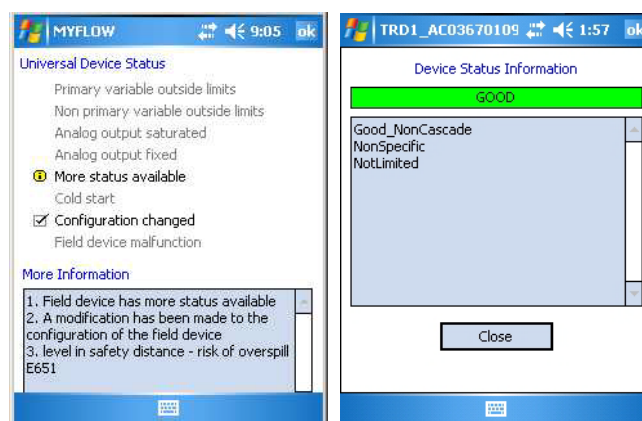 MYFLOW 9:05 ok
Universal Device Status
Primary variable outside limits
Non primary variable outside limits
Analog output saturated
Analog output fixed
More status available
Cold start
Configuration changed
Field device malfunction
More Information
1. Field device has more status available
2. A modification has been made to the
configuration of the field device
3. level in safety distance - risk of overspill
E651
TRD1_AC03670109 1:57 ok
Device Status Information
GOOD
Good_NonCascade
NonSpecific
NotLimited
Close